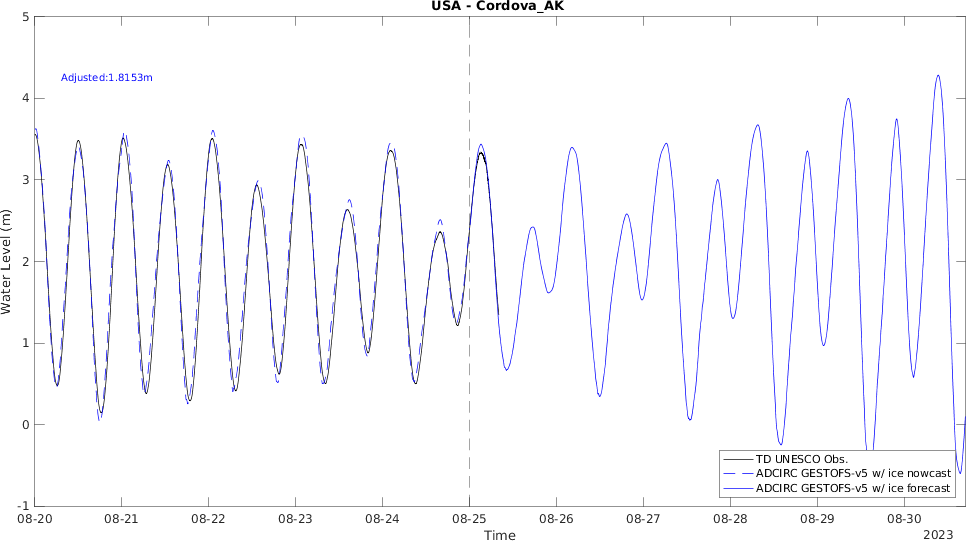 USA - Cordova_AK
5
4
3
2
1
0
-1
Water Level (m)
Adjusted:1.8153m
TD UNESCO Obs.
ADCIRC GESTOFS-v5 w/ ice nowcast
ADCIRC GESTOFS-v5 w/ ice forecast
08-20 08-21 08-22 08-23 08-24 08-25 08-26 08-27 08-28 08-29 08-30
Time
2023